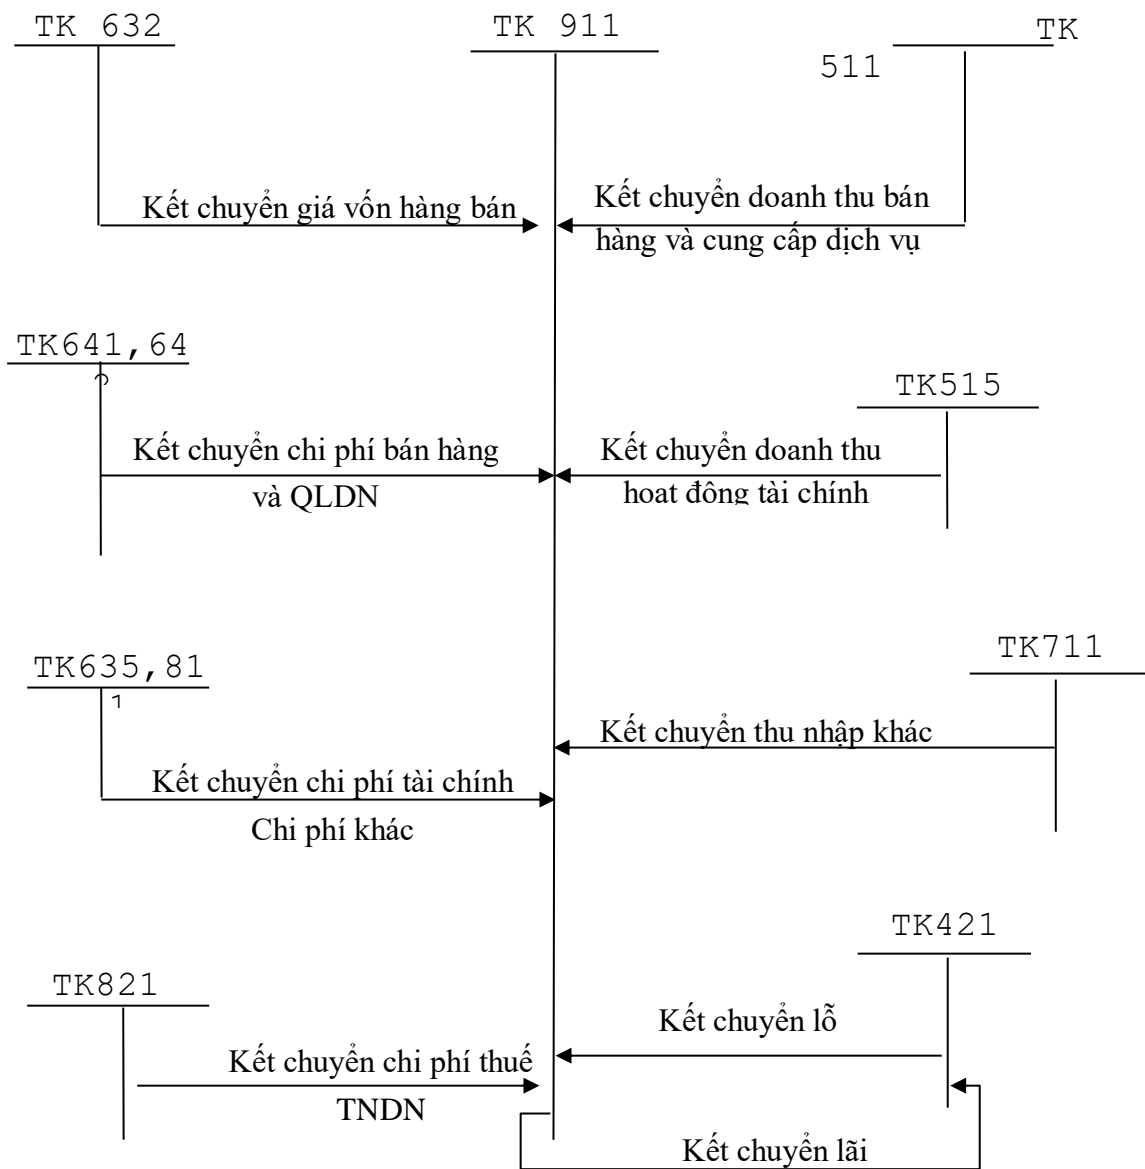 TK 632
TK 911
TK
511
Kết chuyển giá vốn hàng bán
Kết chuyển doanh thu bán
hàng và cung cấp dịch vụ
TK641,64
TK515
Kết chuyển chi phí bán hàng
và QLDN
Kết chuyển doanh thu
hoat đông tài chính
TK635,81
1
TK711
Kết chuyển thu nhập khác
Kết chuyển chi phí tài chính
Chi phí khác
TK421
TK821
Kết chuyển lỗ
Kết chuyển chi phí thuế
TNDN
Kết chuyển lãi